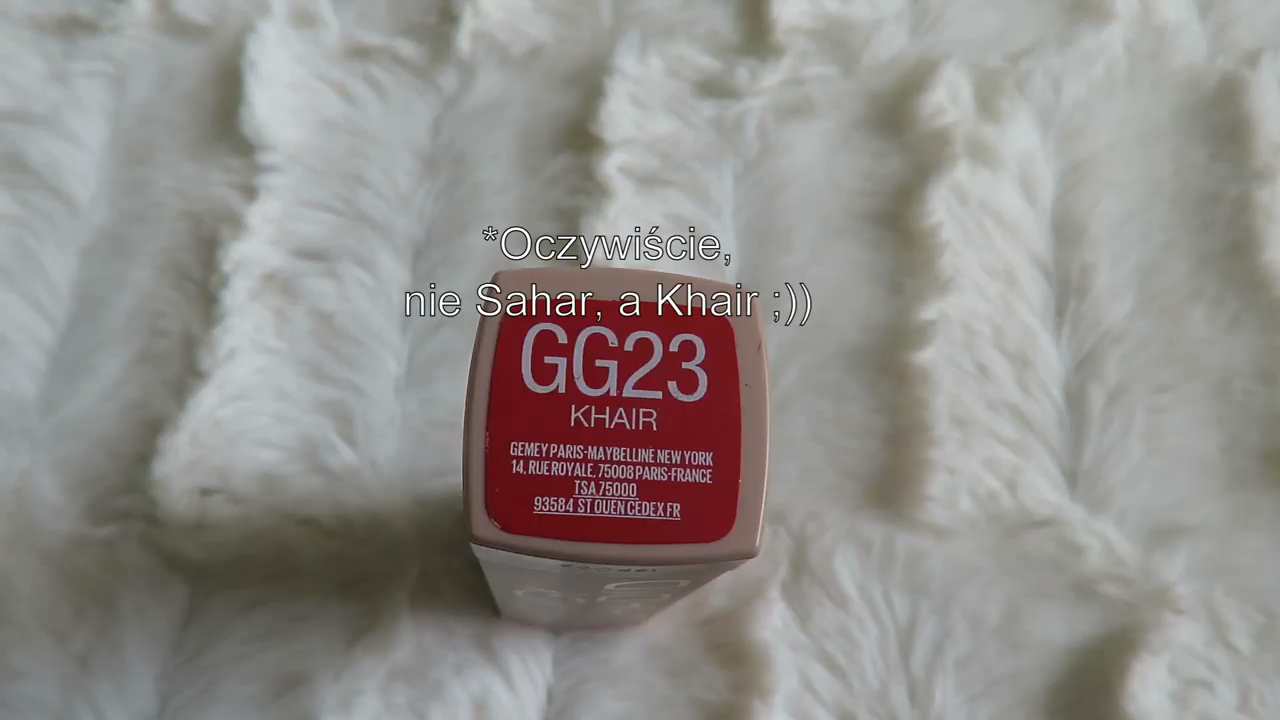 *Oczywiście,
nie Sahar, a Khair ;))
GG23
KHAIR
GEMEY PARIS-MAYBELLINE NEW YORK
14, RUE ROYALE, 75008 PARIS-FRANCE
TSA 75000
93584 ST OUEN CEDEX FR